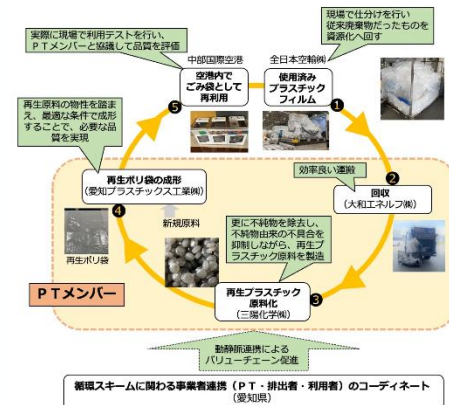 実際に現場で利用テストを行い、
ＰＴメンバーと協議して品質を評価
現場で仕分けを行い
従来廃棄物だったものを
資源化へ回す
中部国際空港
全日本空輸㈱
空港内で
ごみ袋として
再利用
使用済み
プラスチック
フィルム
❺
❶
再生原料の物性を踏ま
え、最適な条件で成形
することで、必要な品
質を実現
再生ポリ袋の成形
(愛知プラスチックス工業㈱)
効率良い運搬
❷
回収
(大和エネルフ㈱)
❹
新規原料
再生ポリ袋
更に不純物を除去し、
不純物由来の不具合を
抑制しながら、再生プ
ラスチック原料を製造
ＰＴメンバー
再生プラスチック
原料化
(三陽化学㈱)
❸
動静脈連携による
バリューチェーン促進
循環スキームに関わる事業者連携（ＰＴ・排出者・利用者）のコーディネート
(愛知県)